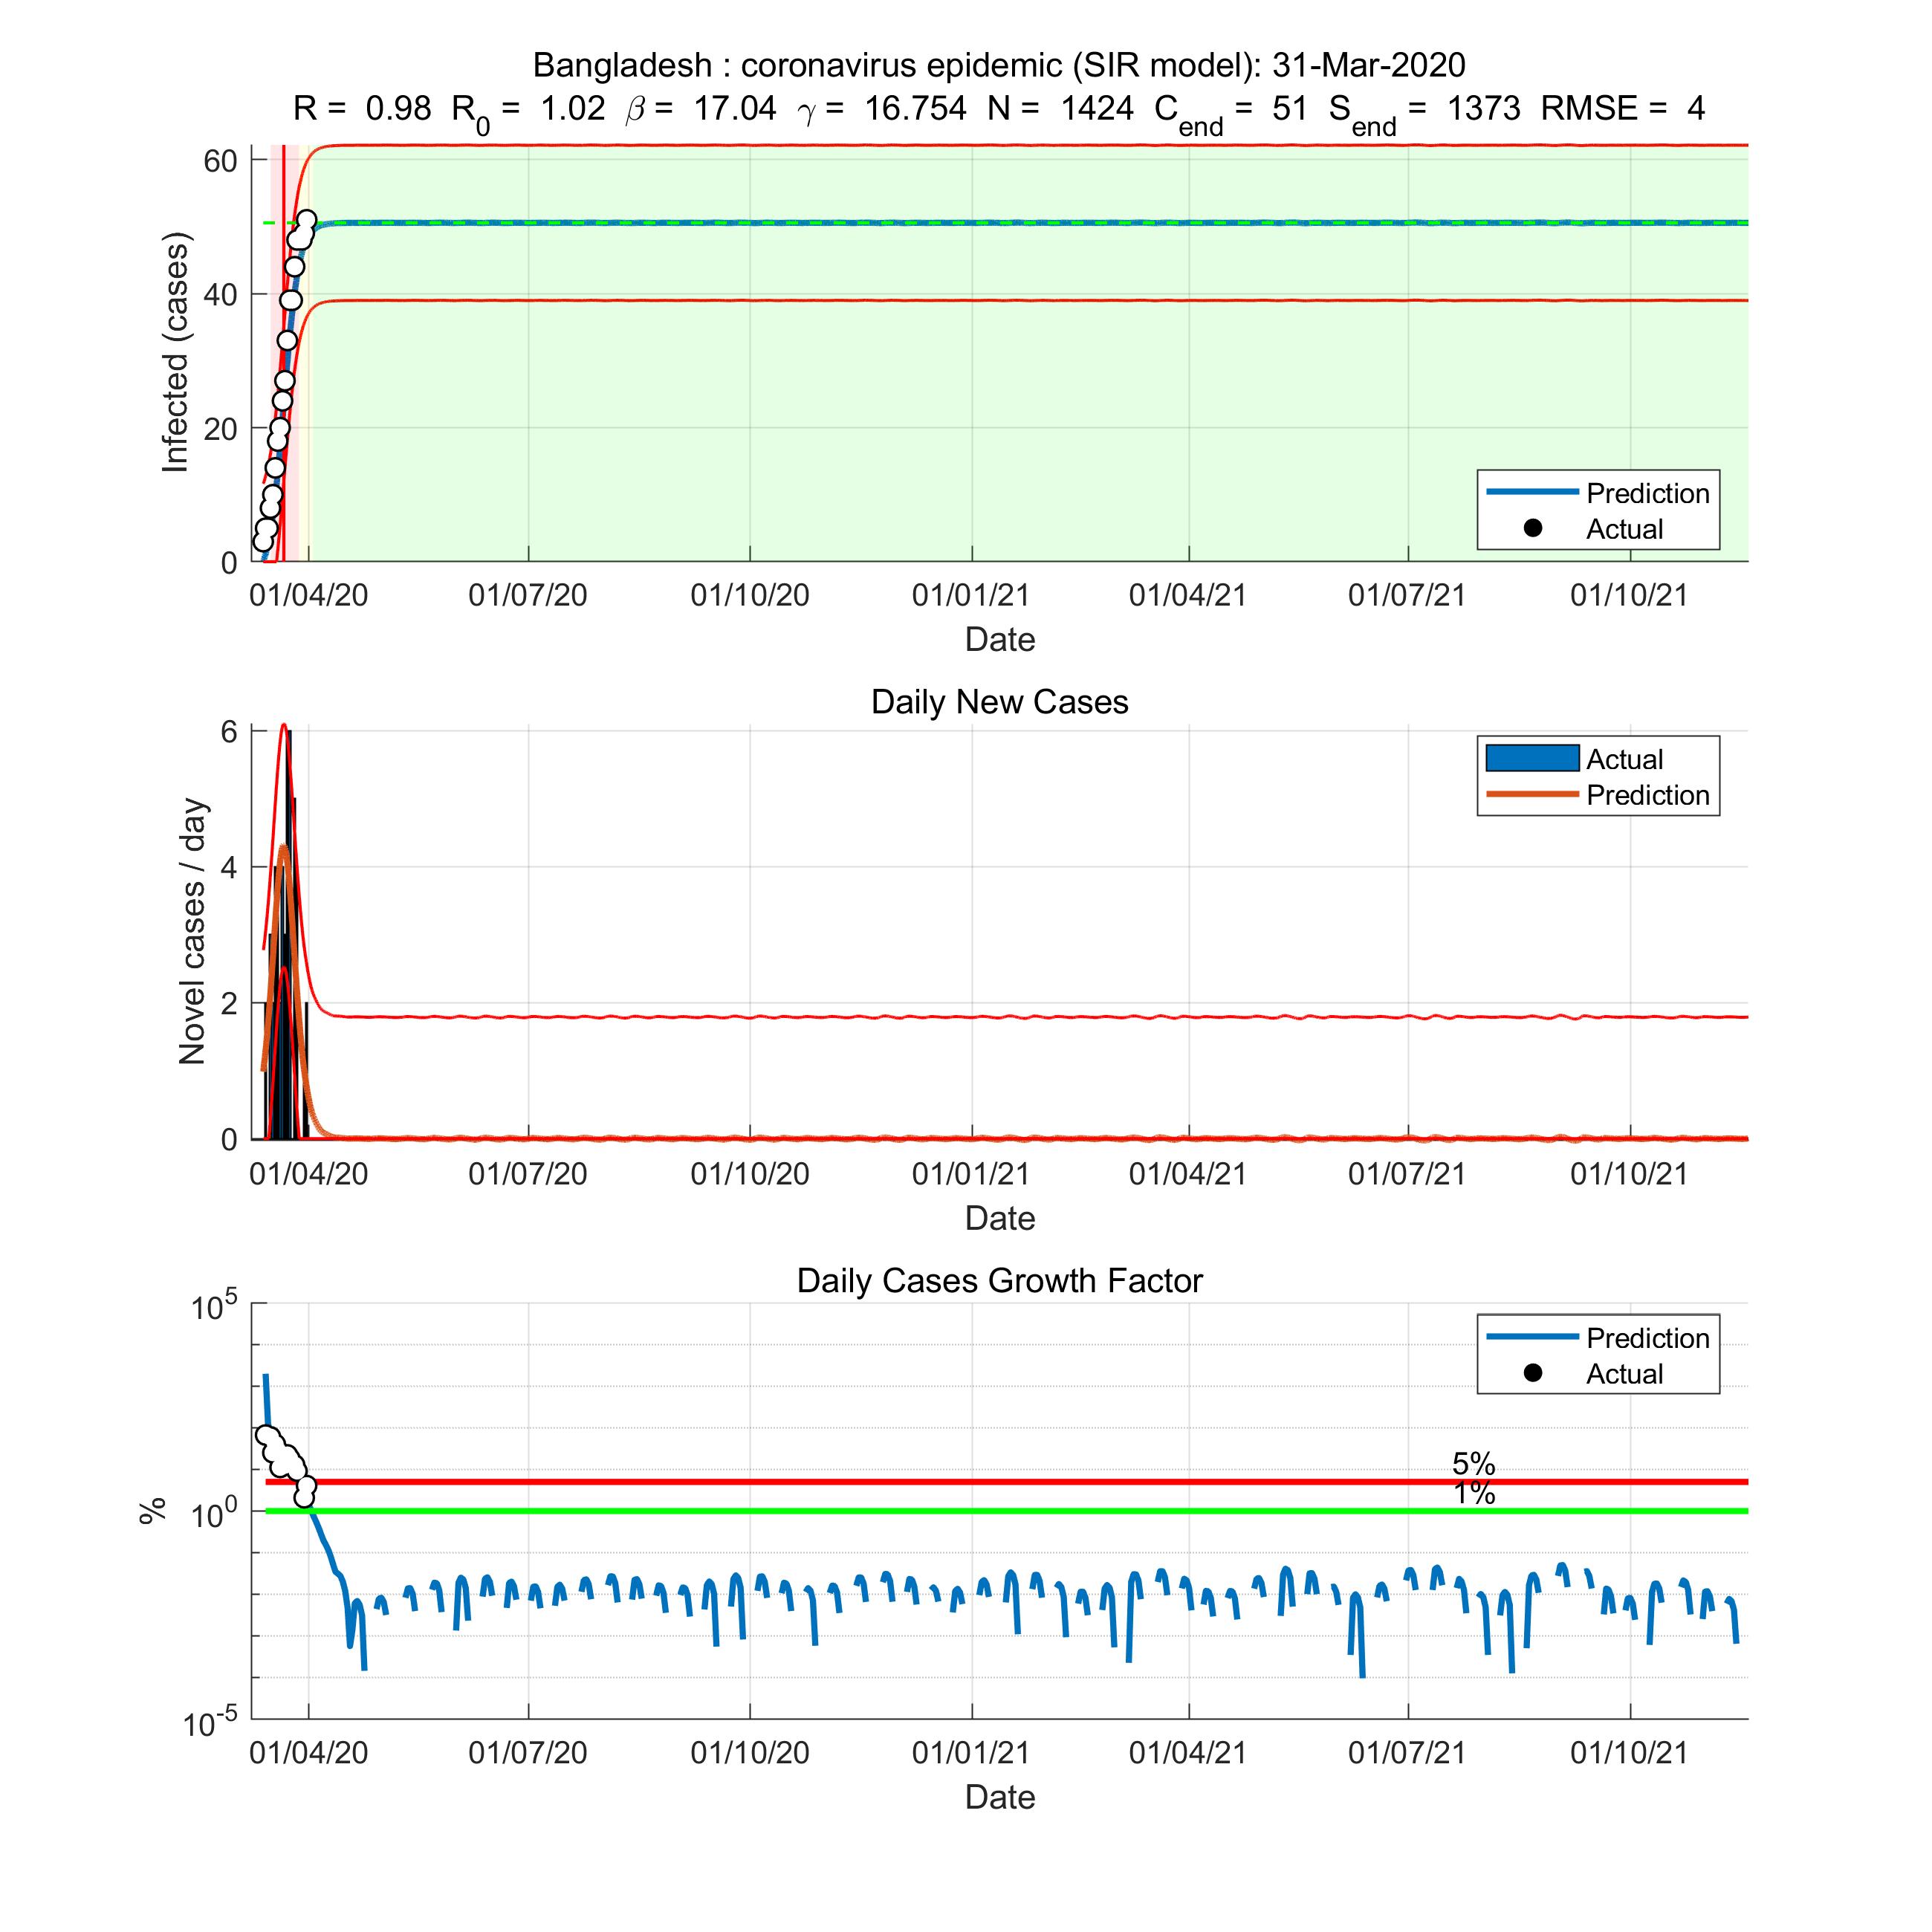 Bangladesh : coronavirus epidemic (SIR model): 31-Mar-2020
R = 0.98 R0 = 1.02 β = 17.04 γ = 16.754 N = 1424 Cend = 51 Send = 1373 RMSE = 4
60
40
20
0
Infected (cases)
Prediction
Actual
01/04/20 01/07/20 01/10/20 01/01/21 01/04/21 01/07/21 01/10/21
Date
Daily New Cases
6
4
2
0
Novel cases / day
Actual
Prediction
01/04/20 01/07/20 01/10/20 01/01/21 01/04/21 01/07/21 01/10/21
Date
Daily Cases Growth Factor
10^5
10^0
10^-5
%
Prediction
Actual
5%
1%
01/04/20 01/07/20 01/10/20 01/01/21 01/04/21 01/07/21 01/10/21
Date